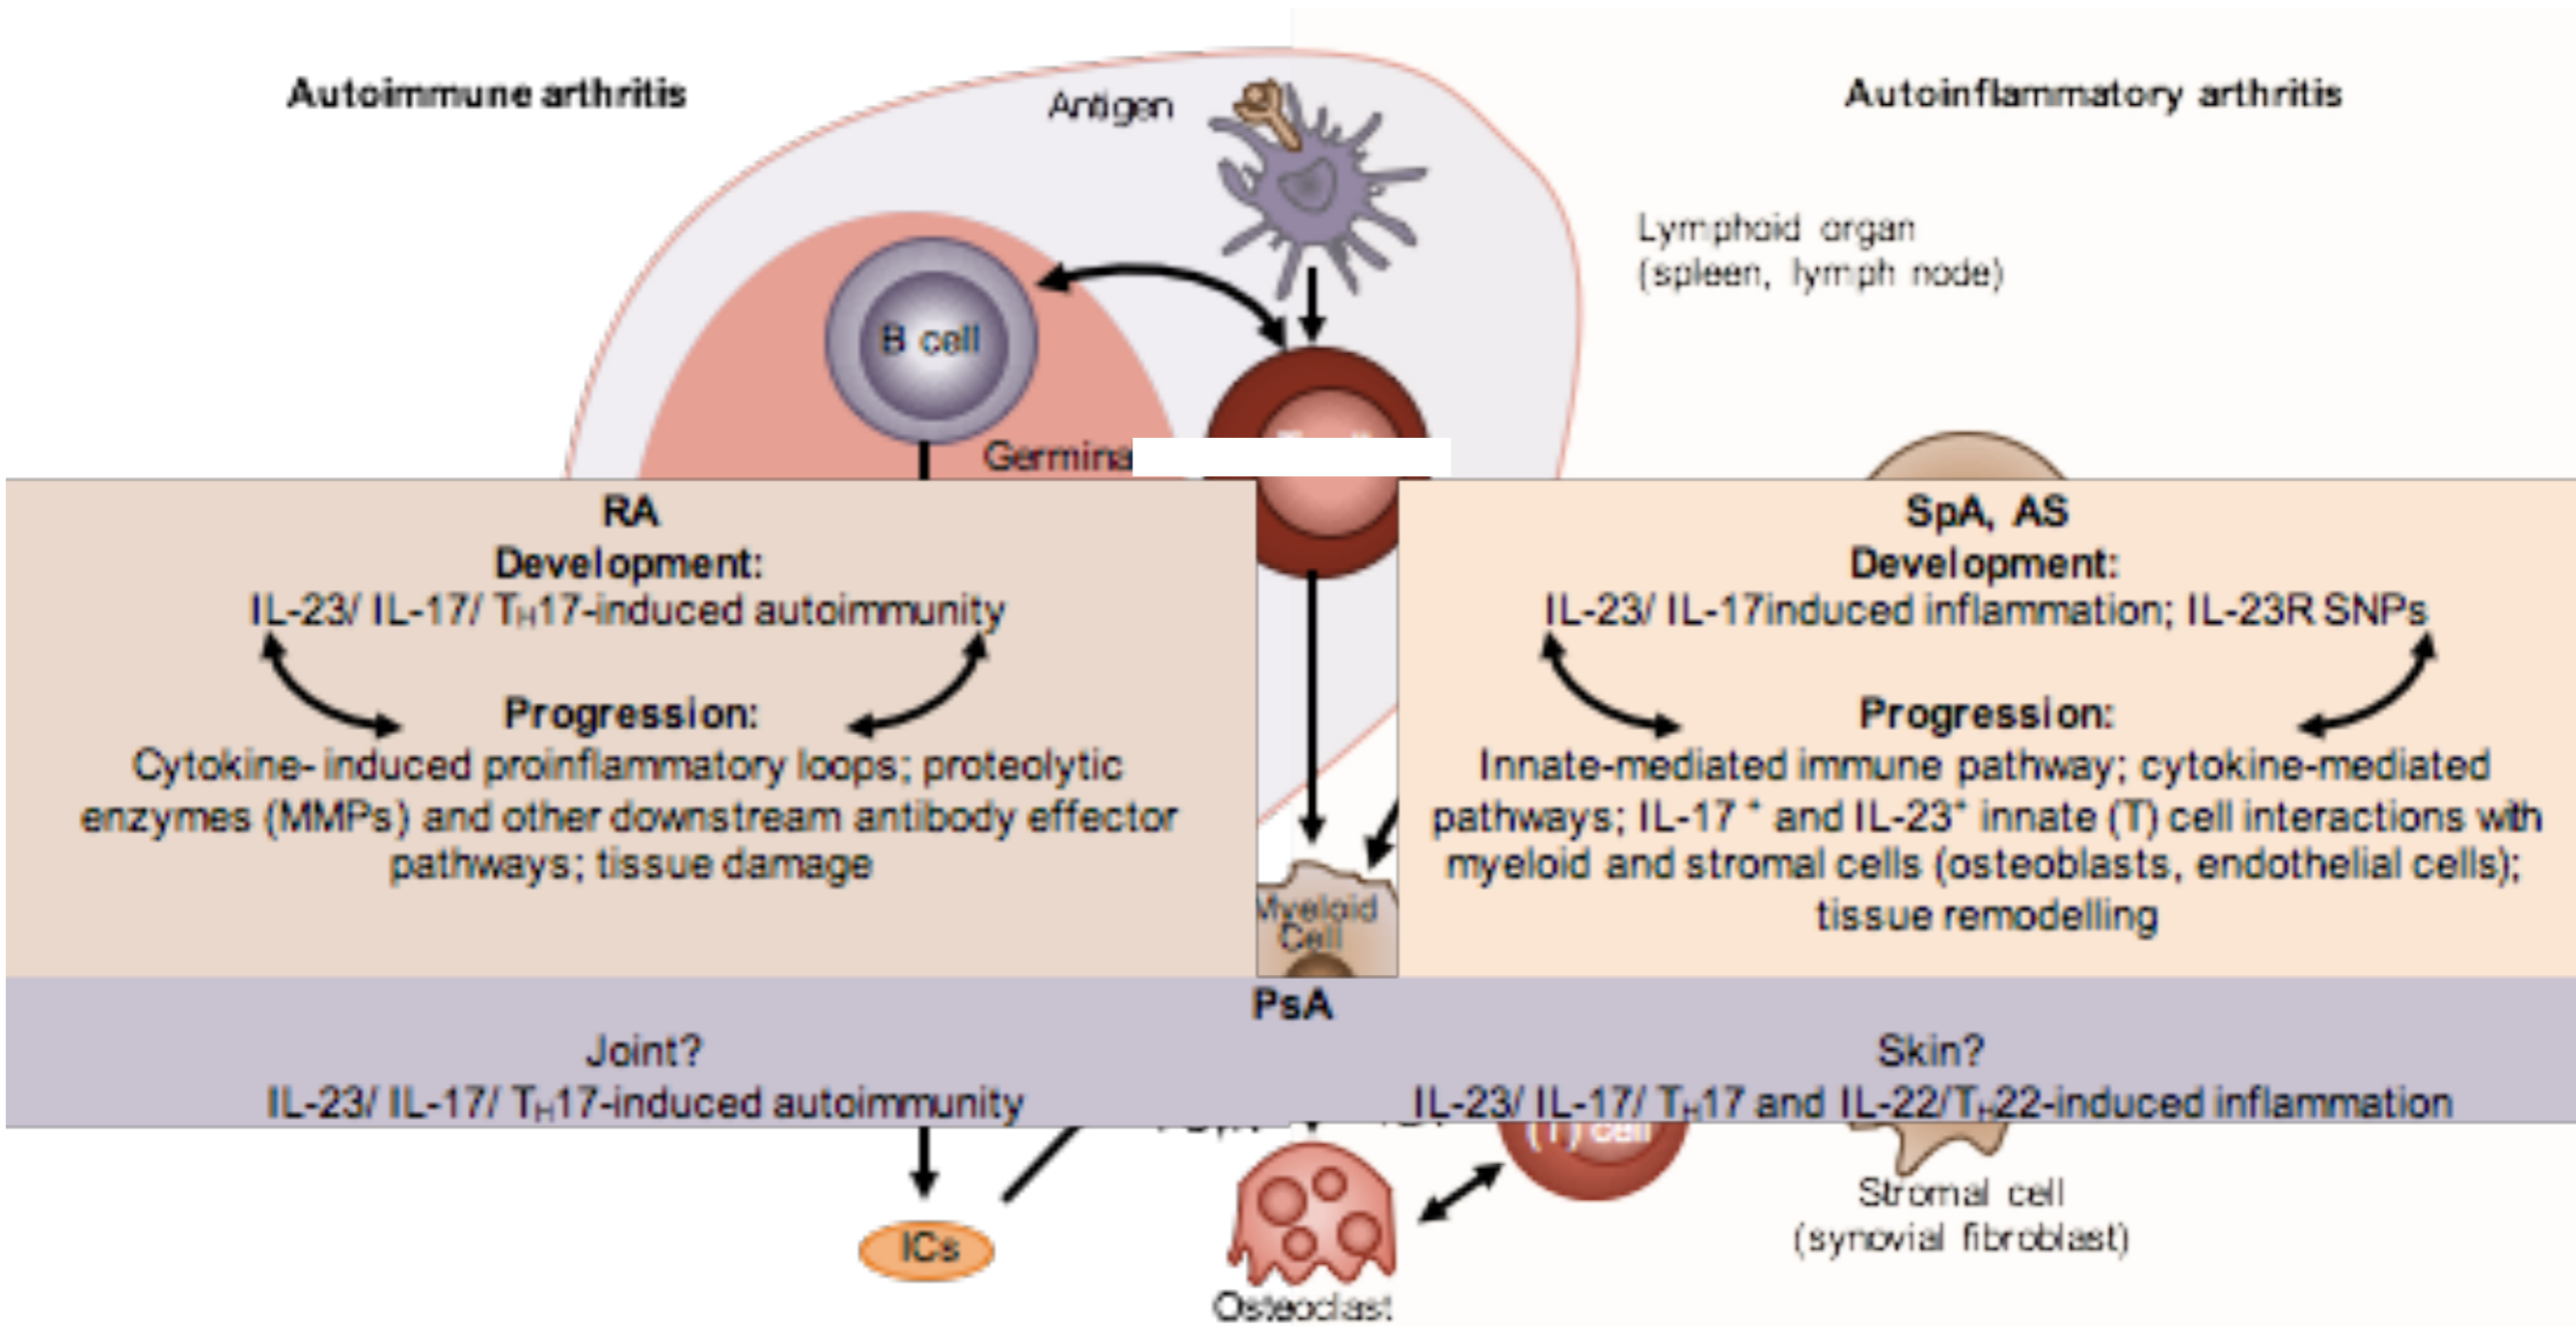 Autoimmune arthritis
Autoinflammatory arthritis
Antigen
Lymphoid organ
(spleen, lymph node)
B cell
Germina
RA
Development:
IL-23/ IL-17/ TH17-induced autoimmunity
Progression:
Cytokine- induced proinflammatory loops; proteolytic
enzymes (MMPs) and other downstream antibody effector
pathways; tissue damage
SpA, AS
Development:
IL-23/ IL-17induced inflammation; IL-23R SNPs
Progression:
Innate-mediated immune pathway; cytokine-mediated
pathways; IL-17 + and IL-23+ innate (T) cell interactions with
myeloid and stromal cells (osteoblasts, endothelial cells);
tissue remodelling
Myeloid
Cell
PsA
Joint?
IL-23/ IL-17/ TH17-induced autoimmunity
Skin?
IL-23/ IL-17/ TH17 and IL-22/TH22-induced inflammation
(T) cell
Stromal cell
(synovial fibroblast)
ICs
Osteoclast